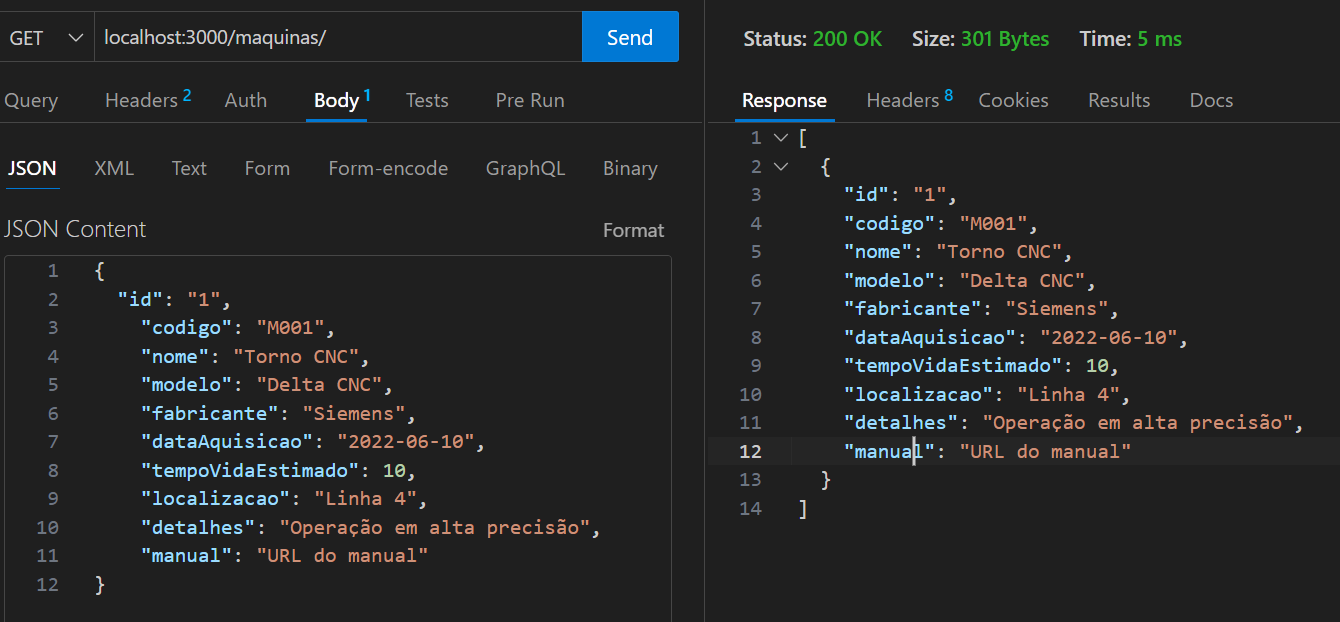 GET localhost:3000/maquinas/ Send
Query Headers 2 Auth Body 1 Tests Pre Run
JSON XML Text Form Form-encode GraphQL Binary
JSON Content Format
1 {
2 "id": "1",
3 "codigo": "M001",
4 "nome": "Torno CNC",
5 "modelo": "Delta CNC",
6 "fabricante": "Siemens",
7 "dataAquisicao": "2022-06-10",
8 "tempoVidaEstimado": 10,
9 "localizacao": "Linha 4",
10 "detalhes": "Operação em alta precisão",
11 "manual": "URL do manual"
12 }
Status: 200 OK Size: 301 Bytes Time: 5 ms
Response Headers 8 Cookies Results Docs
1 [
2 {
3 "id": "1",
4 "codigo": "M001",
5 "nome": "Torno CNC",
6 "modelo": "Delta CNC",
7 "fabricante": "Siemens",
8 "dataAquisicao": "2022-06-10",
9 "tempoVidaEstimado": 10,
10 "localizacao": "Linha 4",
11 "detalhes": "Operação em alta precisão",
12 "manual": "URL do manual"
13 }
14 ]